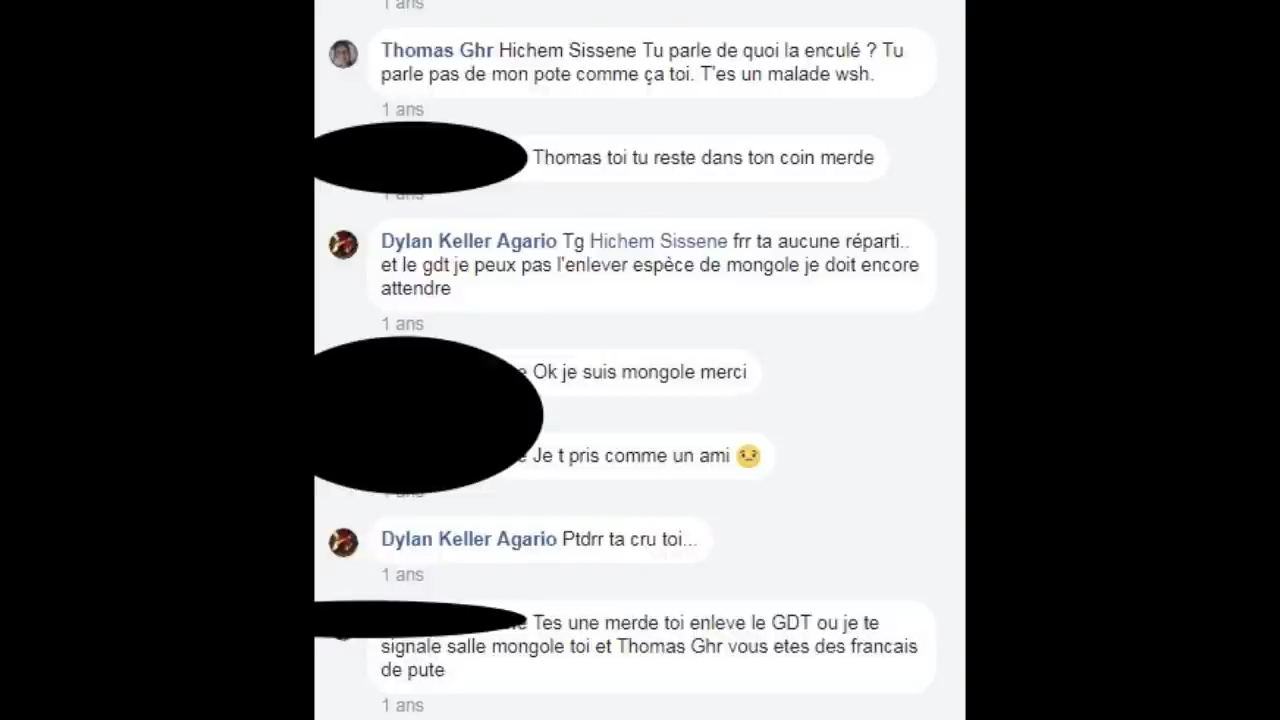 1 ans
Thomas Ghr Hichem Sissene Tu parle de quoi la enculé ? Tu
parle pas de mon pote comme ça toi. T'es un malade wsh.
1 ans
Thomas toi tu reste dans ton coin merde
1 ans
Dylan Keller Agario Tg Hichem Sissene frr ta aucune réparti..
et le gdt je peux pas l'enlever espèce de mongole je doit encore
attendre
1 ans
e Ok je suis mongole merci
e Je t pris comme un ami 😒
1 ans
Dylan Keller Agario Ptdrr ta cru toi...
1 ans
Tes une merde toi enleve le GDT ou je te
signale salle mongole toi et Thomas Ghr vous etes des francais
de pute
1 ans